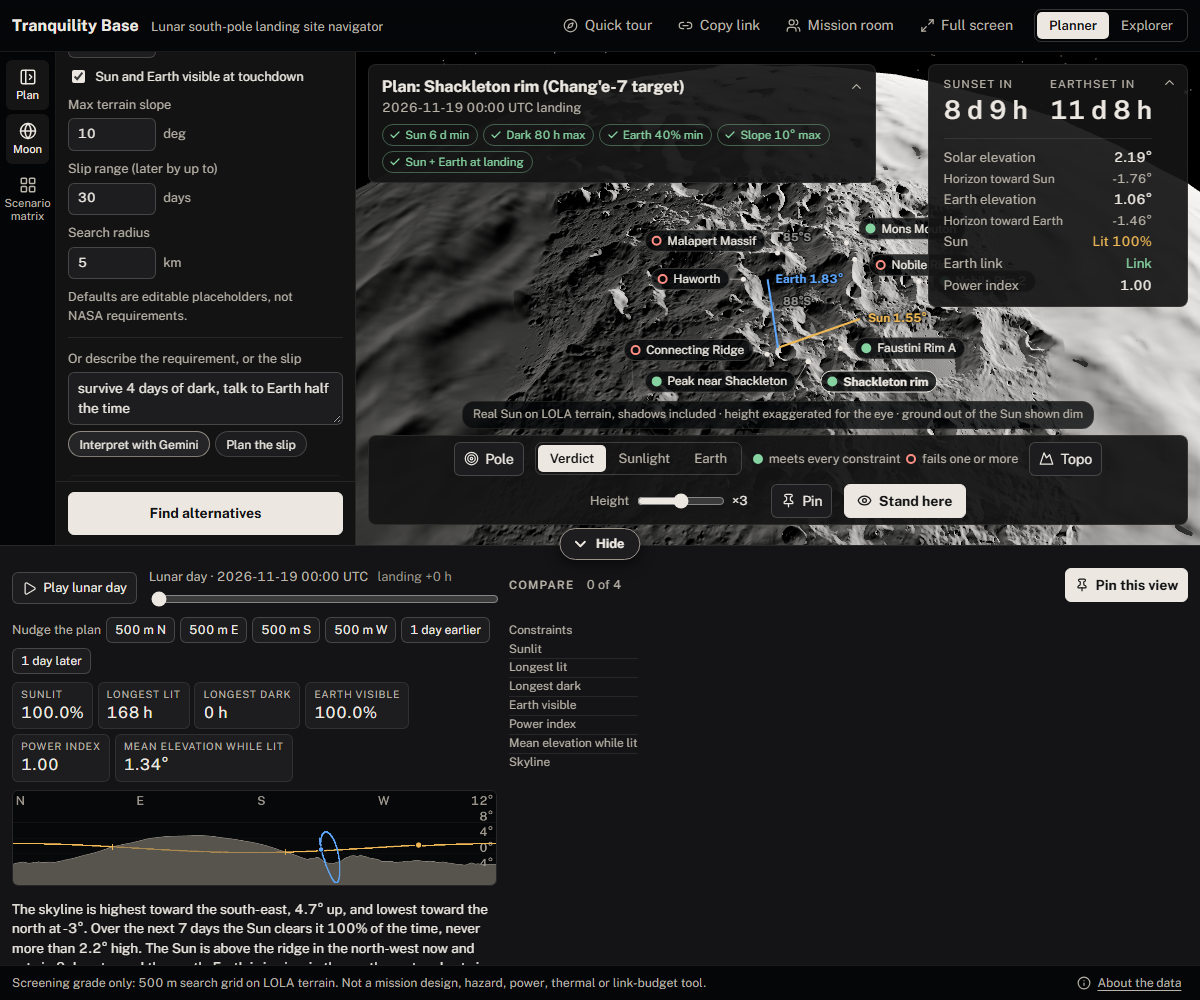 Tranquility Base
Lunar south-pole landing site navigator
Quick tour
Copy link
Mission room
Full screen
Planner
Explorer
Plan
Moon
Scenario
matrix
Sun and Earth visible at touchdown
Max terrain slope
10 deg
Slip range (later by up to)
30 days
Search radius
5 km
Defaults are editable placeholders, not
NASA requirements.
Or describe the requirement, or the slip
survive 4 days of dark, talk to Earth half
the time
Interpret with Gemini
Plan the slip
Find alternatives
Plan: Shackleton rim (Chang'e-7 target)
2026-11-19 00:00 UTC landing
Sun 6 d min
Dark 80 h max
Earth 40% min
Slope 10° max
Sun + Earth at landing
SUNSET IN
8 d 9 h
EARTHSET IN
11 d 8 h
Solar elevation 2.19°
Horizon toward Sun -1.76°
Earth elevation 1.06°
Horizon toward Earth -1.46°
Sun Lit 100%
Earth link Link
Power index 1.00
Malapert Massif
85°S
Mons
Haworth
Earth 1.83°
Nobile
88°S
Sun 1.55°
Connecting Ridge
Faustini Rim A
Peak near Shackleton
Shackleton rim
Real Sun on LOLA terrain, shadows included · height exaggerated for the eye · ground out of the Sun shown dim
Pole
Verdict
Sunlight
Earth
meets every constraint
fails one or more
Topo
Height ×3
Pin
Stand here
Hide
Play lunar day
Lunar day · 2026-11-19 00:00 UTC landing +0 h
Nudge the plan
500 m N
500 m E
500 m S
500 m W
1 day earlier
1 day later
SUNLIT
100.0%
LONGEST LIT
168 h
LONGEST DARK
0 h
EARTH VISIBLE
100.0%
POWER INDEX
1.00
MEAN ELEVATION WHILE LIT
1.34°
N E S W 12°
8°
4°
0°
4°
The skyline is highest toward the south-east, 4.7° up, and lowest toward the
north at -3°. Over the next 7 days the Sun clears it 100% of the time, never
more than 2.2° high. The Sun is above the ridge in the north-west now and
COMPARE 0 of 4
Pin this view
Constraints
Sunlit
Longest lit
Longest dark
Earth visible
Power index
Mean elevation while lit
Skyline
Screening grade only: 500 m search grid on LOLA terrain. Not a mission design, hazard, power, thermal or link-budget tool.
About the data